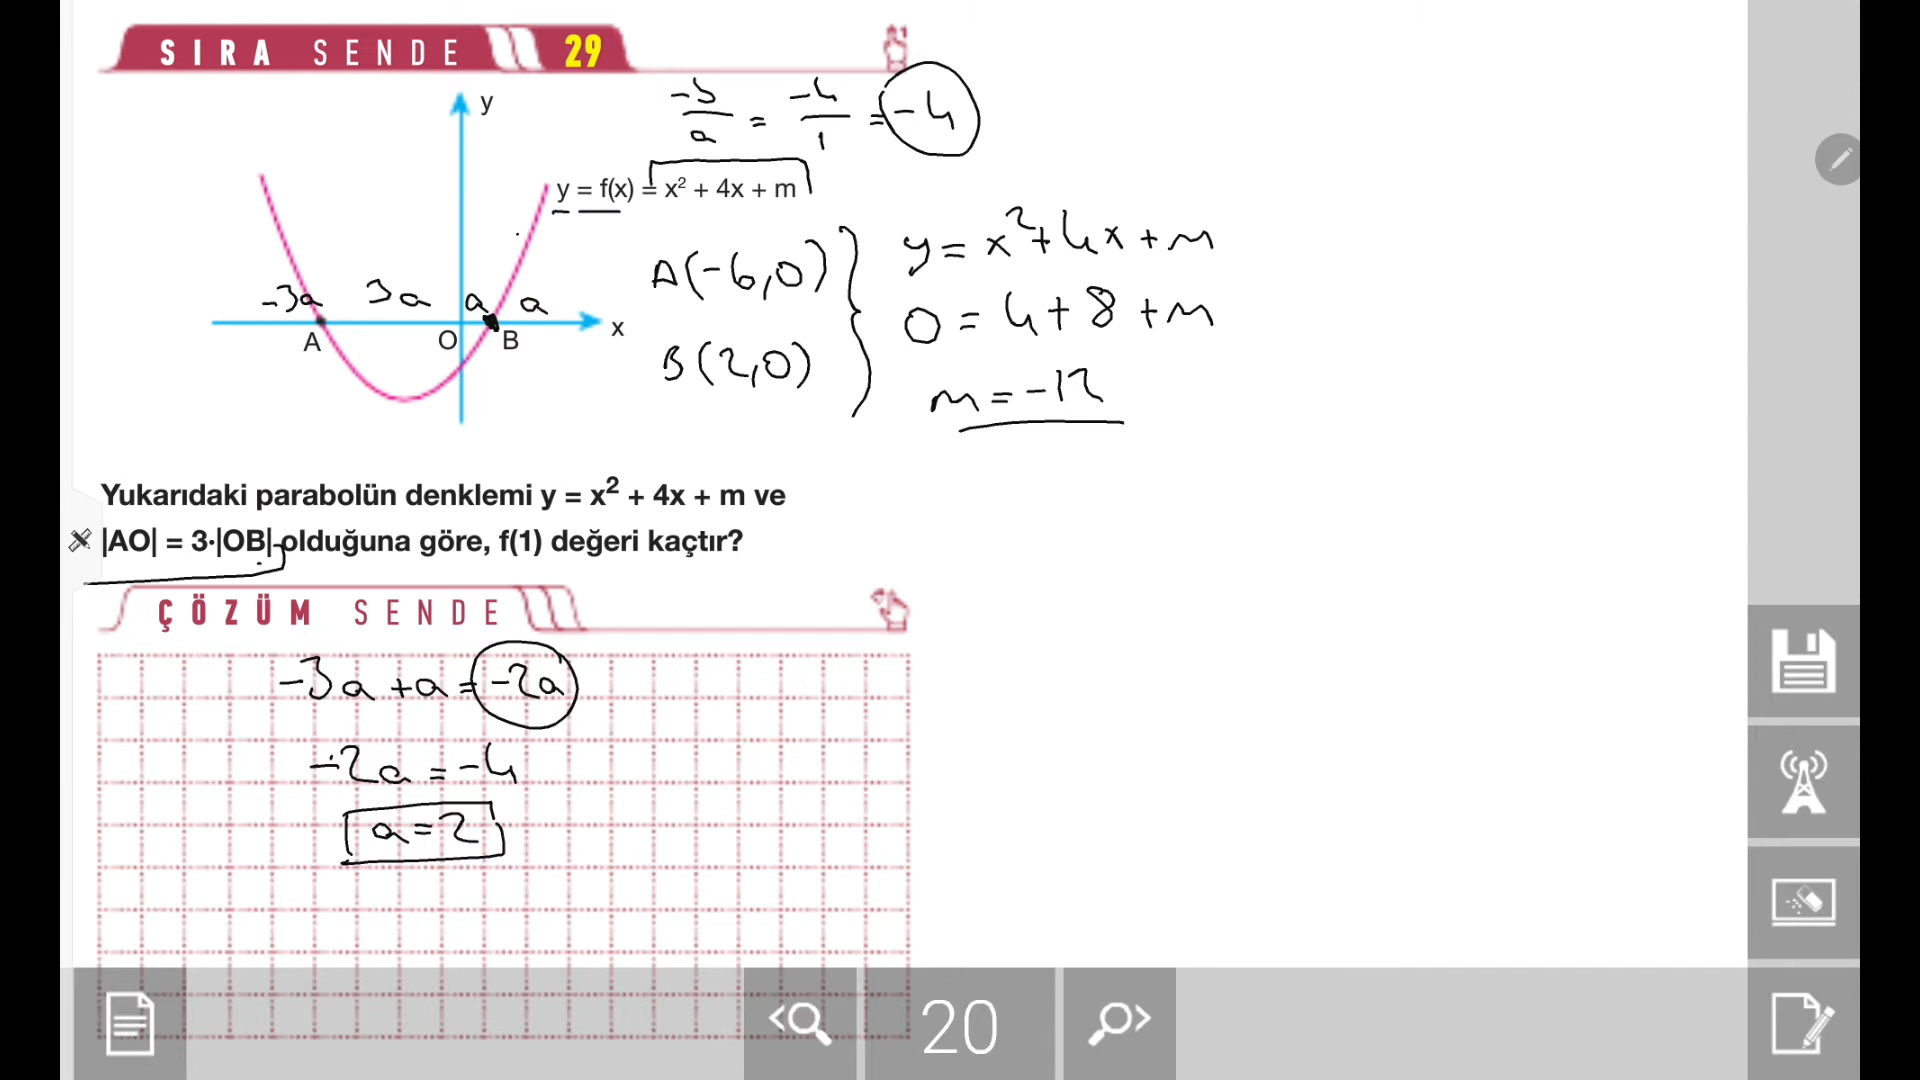 SIRA SENDE 29
y
-b/a = -4/1 = -4
y = f(x) = x² + 4x + m
-3a 3a a a
A O B x
A(-6,0)
B(2,0)
y = x²+4x+m
0 = 4+8+m
m = -12
Yukarıdaki parabolün denklemi y = x² + 4x + m ve
|AO| = 3·|OB| olduğuna göre, f(1) değeri kaçtır?
ÇÖZÜM SENDE
-3a+a = -2a
-2a = -4
a = 2
20